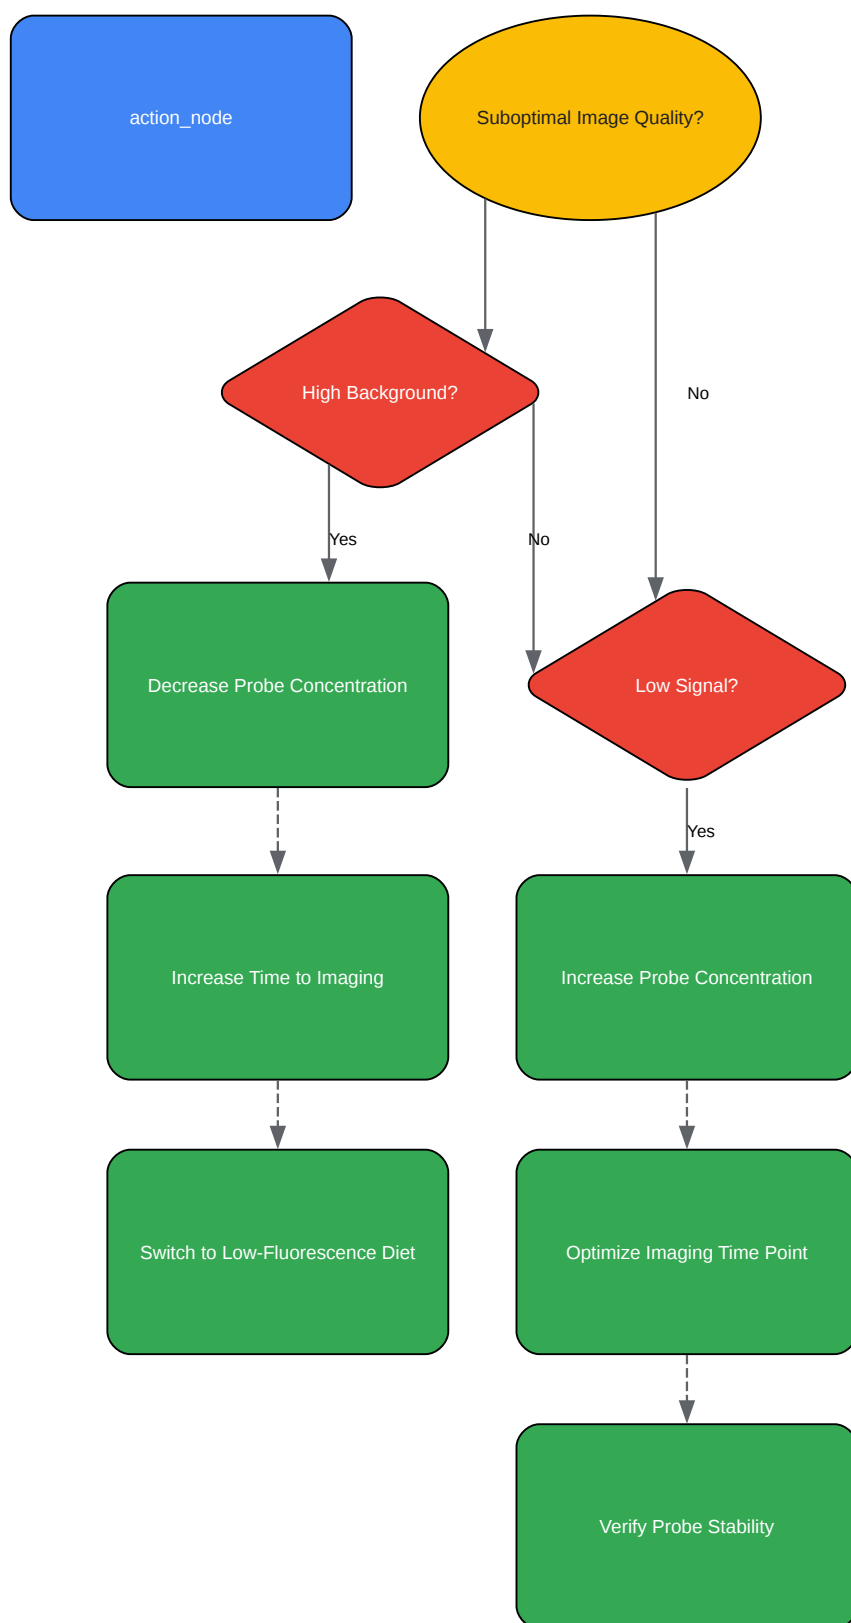 action_node
Suboptimal Image Quality?
High Background?
No
Yes
No
Decrease Probe Concentration
Low Signal?
Yes
Increase Time to Imaging
Increase Probe Concentration
Switch to Low-Fluorescence Diet
Optimize Imaging Time Point
Verify Probe Stability